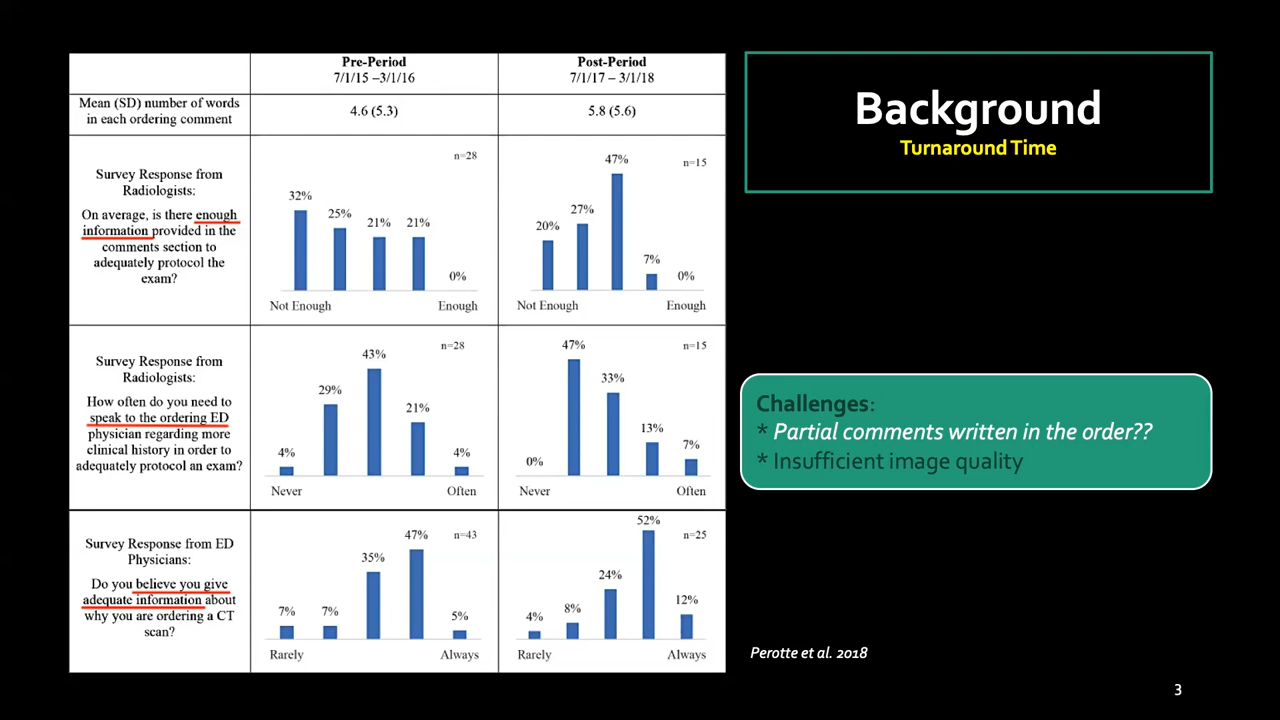 Pre-Period
7/1/15 –3/1/16
Post-Period
7/1/17 – 3/1/18
Mean (SD) number of words
in each ordering comment
4.6 (5.3)
5.8 (5.6)
Survey Response from
Radiologists:
On average, is there enough
information provided in the
comments section to
adequately protocol the
exam?
n=28
32%
25%
21%
21%
0%
Not Enough
Enough
n=15
20%
27%
47%
7%
0%
Not Enough
Enough
Survey Response from
Radiologists:
How often do you need to
speak to the ordering ED
physician regarding more
clinical history in order to
adequately protocol an exam?
n=28
4%
29%
43%
21%
4%
Never
Often
n=15
0%
47%
33%
13%
7%
Never
Often
Survey Response from ED
Physicians:
Do you believe you give
adequate information about
why you are ordering a CT
scan?
n=43
7%
7%
35%
47%
5%
Rarely
Always
n=25
4%
8%
24%
52%
12%
Rarely
Always
Background
Turnaround Time
Challenges:
* Partial comments written in the order??
* Insufficient image quality
Perotte et al. 2018
3